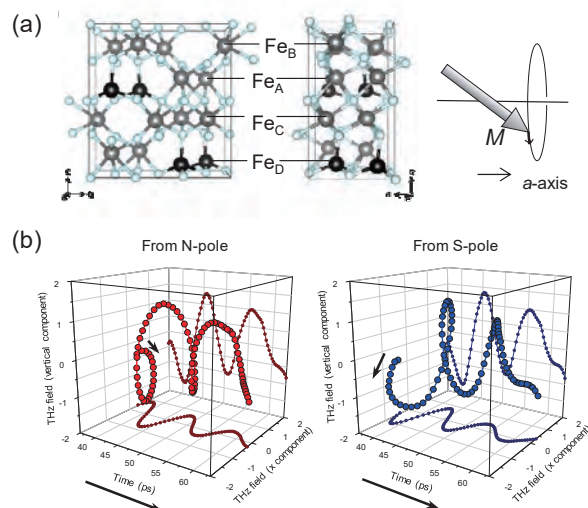 (a)
Fe_B
Fe_A
Fe_C
Fe_D
M
a-axis
(b)
From N-pole
From S-pole
THz field (vertical component)
2
1
0
-1
-2
40
45
50
55
60
Time (ps)
-2
-1
0
1
2
THz field (x component)
THz field (vertical component)
2
1
0
-1
-2
40
45
50
55
60
Time (ps)
-2
-1
0
1
2
THz field (x component)